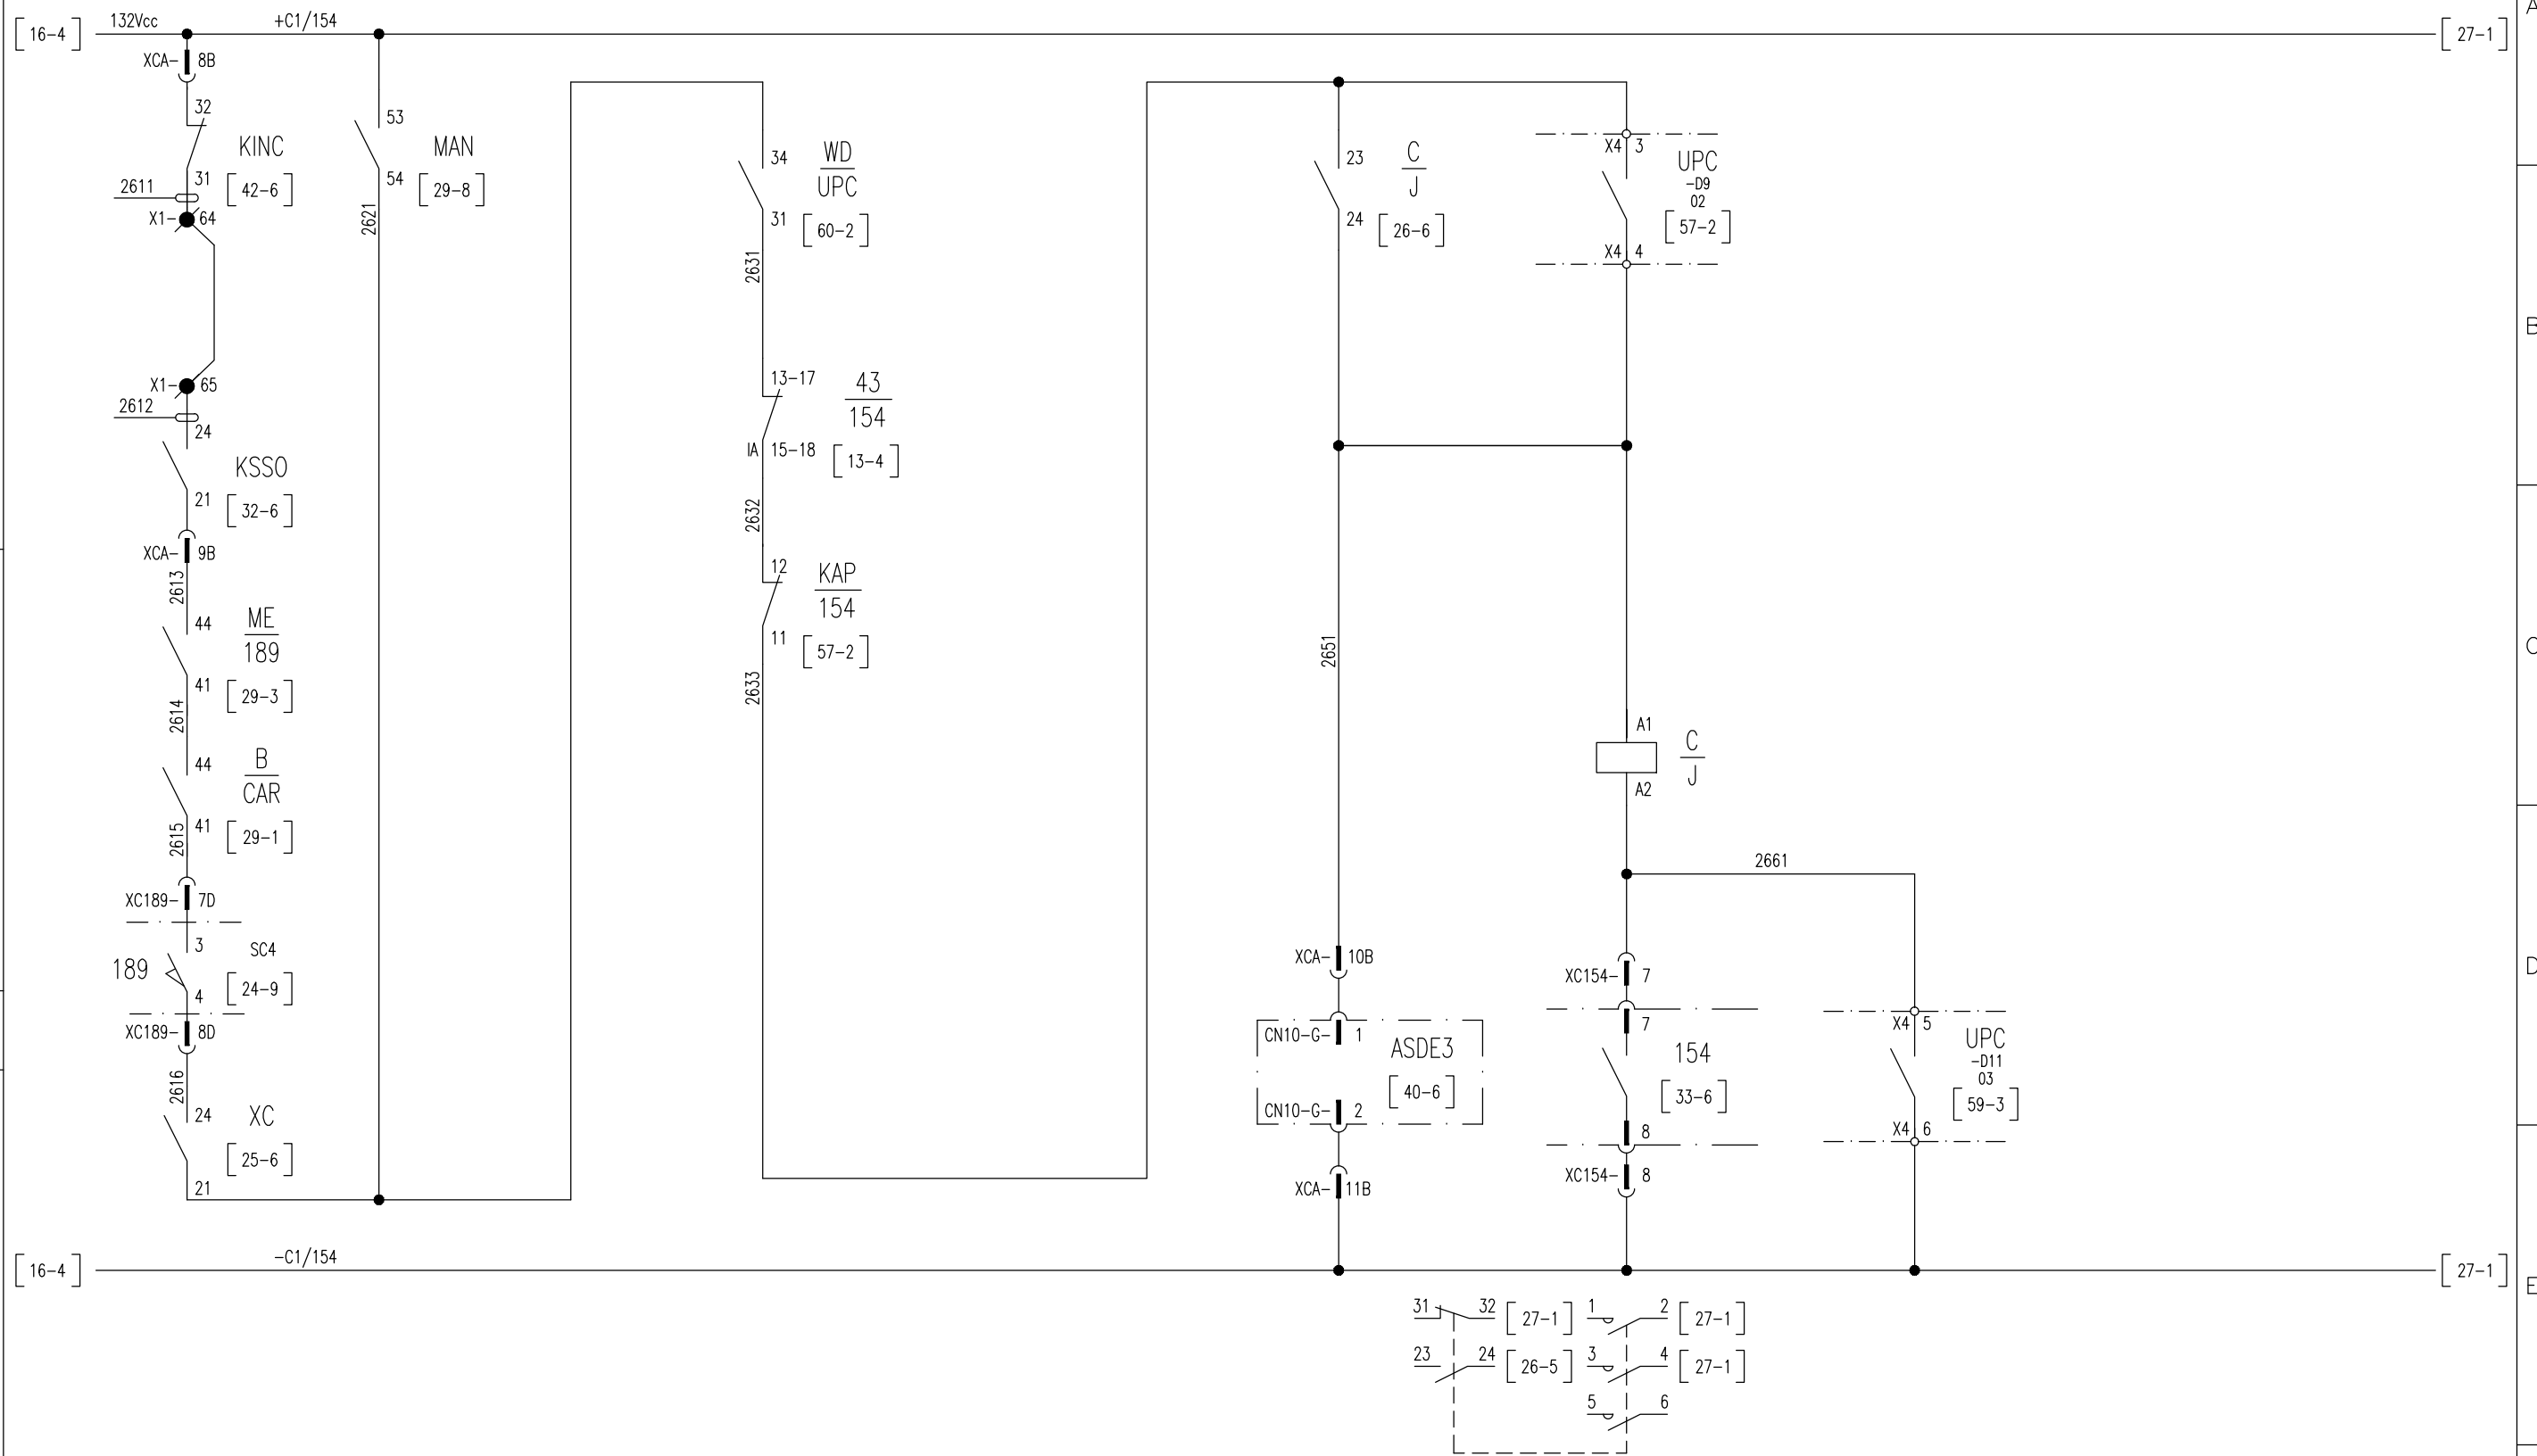 132Vcc
+C1/154
16-4
27-1
A
XCA- 8B
32
KINC
31
42-6
2611
X1- 64
X1- 65
2612
24
KSSO
21
32-6
XCA- 9B
2613
44
ME
189
41
29-3
2614
44
B
CAR
41
29-1
2615
XC189- 7D
3
SC4
189
4
24-9
XC189- 8D
2616
24
XC
25-6
21
53
MAN
54
29-8
2621
34
WD
UPC
31
60-2
2631
13-17
43
154
IA 15-18
13-4
2632
12
KAP
154
11
57-2
2633
23
C
J
24
26-6
2651
XCA- 10B
CN10-G- 1
ASDE3
40-6
CN10-G- 2
XCA- 11B
X4 3
UPC
-D9
02
57-2
X4 4
A1
C
J
A2
2661
XC154- 7
7
154
33-6
8
XC154- 8
X4 5
UPC
-D11
03
59-3
X4 6
B
C
D
E
16-4
-C1/154
27-1
31 32 27-1 1 2 27-1
23 24 26-5 3 4 27-1
5 6